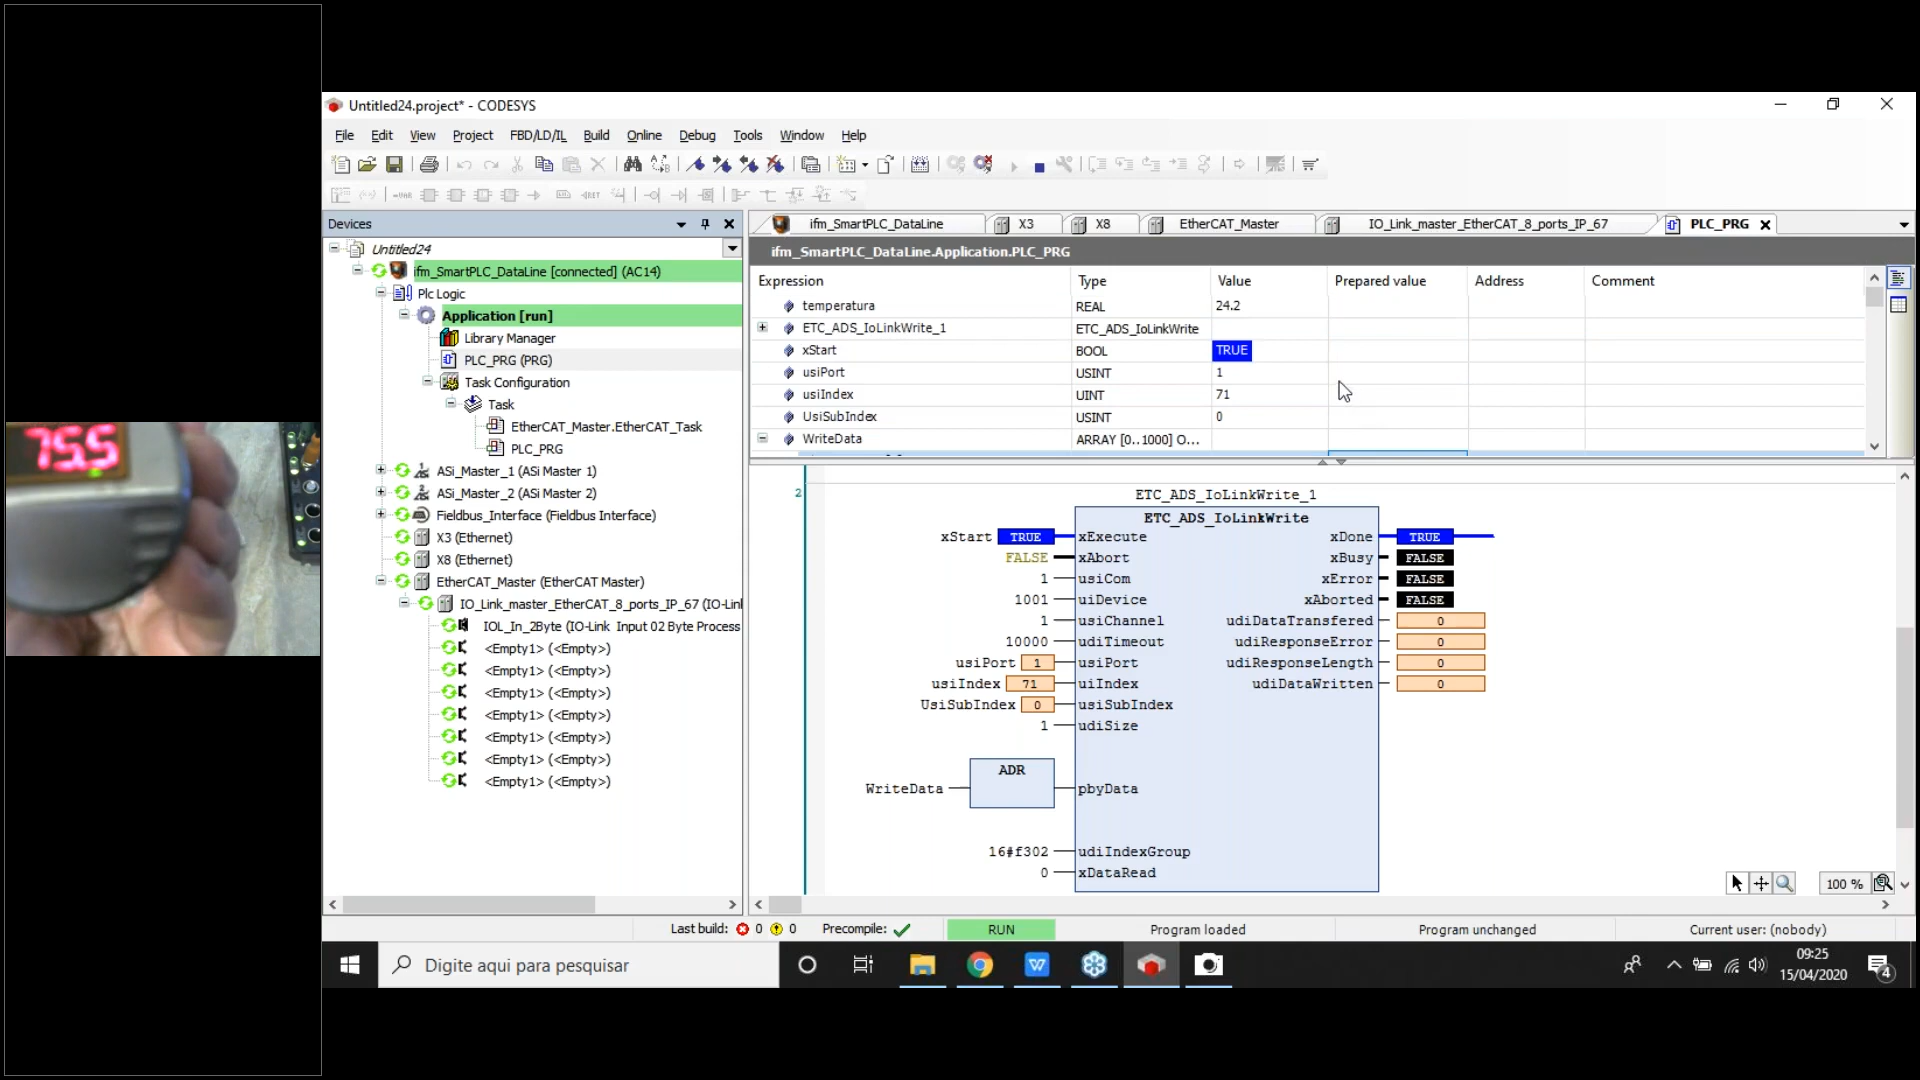 75.5
Untitled24.project* - CODESYS
File Edit View Project FBD/LD/IL Build Online Debug Tools Window Help
Devices
Untitled24
ifm_SmartPLC_DataLine [connected] (AC14)
Plc Logic
Application [run]
Library Manager
PLC_PRG (PRG)
Task Configuration
Task
EtherCAT_Master.EtherCAT_Task
PLC_PRG
ASi_Master_1 (ASi Master 1)
ASi_Master_2 (ASi Master 2)
Fieldbus_Interface (Fieldbus Interface)
X3 (Ethernet)
X8 (Ethernet)
EtherCAT_Master (EtherCAT Master)
IO_Link_master_EtherCAT_8_ports_IP_67 (IO-Linl
IOL_In_2Byte (IO-Link Input 02 Byte Process
<Empty1> (<Empty>)
<Empty1> (<Empty>)
<Empty1> (<Empty>)
<Empty1> (<Empty>)
<Empty1> (<Empty>)
<Empty1> (<Empty>)
<Empty1> (<Empty>)
ifm_SmartPLC_DataLine X3 X8 EtherCAT_Master IO_Link_master_EtherCAT_8_ports_IP_67 PLC_PRG
ifm_SmartPLC_DataLine.Application.PLC_PRG
Expression Type Value Prepared value Address Comment
temperatura REAL 24.2
ETC_ADS_IoLinkWrite_1 ETC_ADS_IoLinkWrite
xStart BOOL TRUE
usiPort USINT 1
usiIndex UINT 71
UsiSubIndex USINT 0
WriteData ARRAY [0..1000] O...
2
ETC_ADS_IoLinkWrite_1
ETC_ADS_IoLinkWrite
xStart TRUE xExecute xDone TRUE
FALSE xAbort xBusy FALSE
1 usiCom xError FALSE
1001 uiDevice xAborted FALSE
1 usiChannel udiDataTransfered 0
10000 udiTimeout udiResponseError 0
usiPort 1 usiPort udiResponseLength 0
usiIndex 71 uiIndex udiDataWritten 0
UsiSubIndex 0 usiSubIndex
1 udiSize
ADR
WriteData pbyData
16#f302 udiIndexGroup
0 xDataRead
100 %
Last build: 0 0 Precompile: RUN Program loaded Program unchanged Current user: (nobody)
Digite aqui para pesquisar
09:25
15/04/2020
4